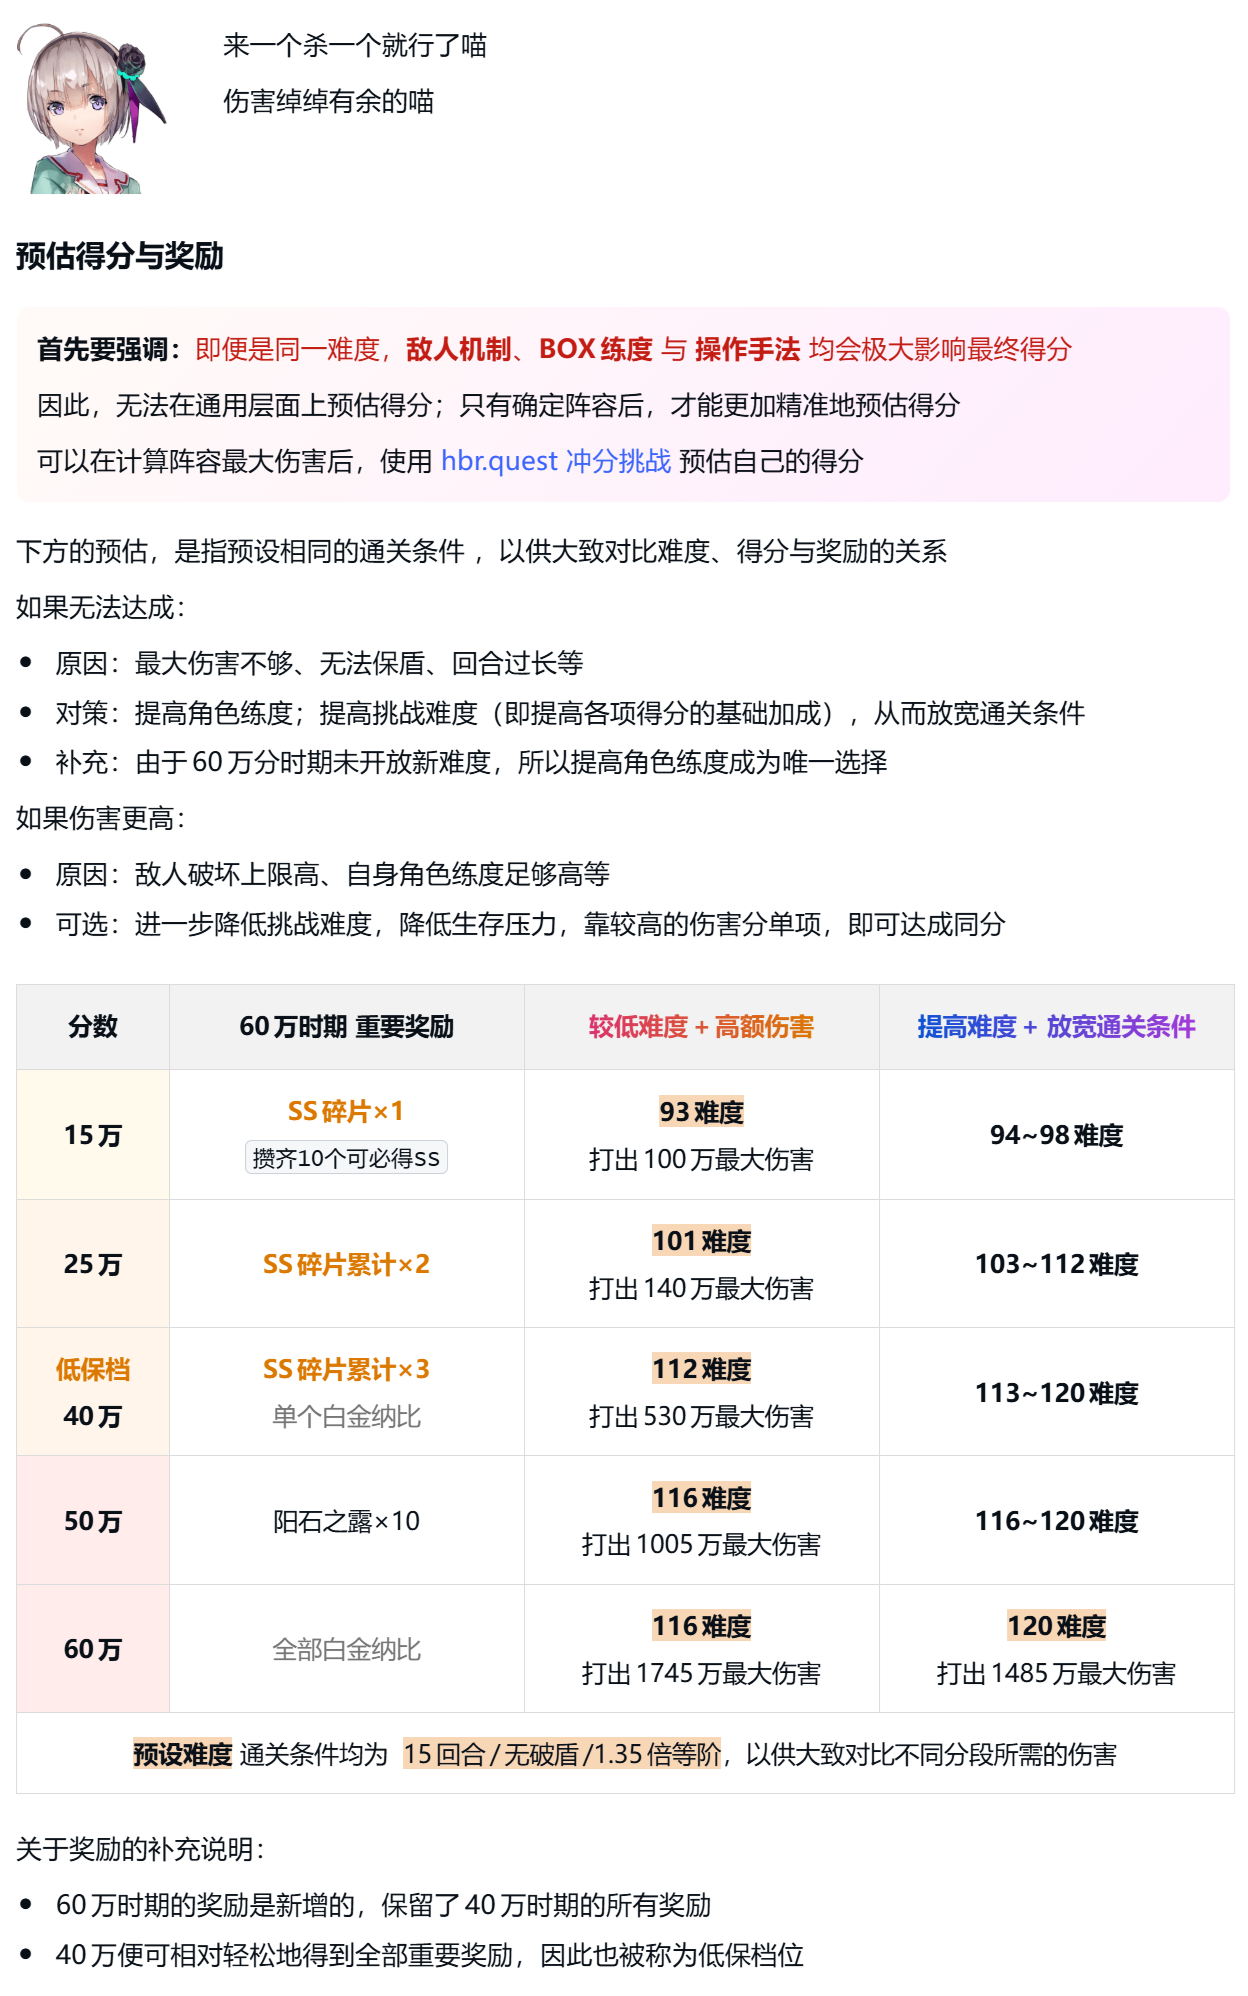 来一个杀一个就行了喵
伤害绰绰有余的喵
预估得分与奖励
首先要强调：即便是同一难度，敌人机制、BOX 练度 与 操作手法 均会极大影响最终得分
因此，无法在通用层面上预估得分；只有确定阵容后，才能更加精准地预估得分
可以在计算阵容最大伤害后，使用 hbr.quest 冲分挑战 预估自己的得分
下方的预估，是指预设相同的通关条件 ，以供大致对比难度、得分与奖励的关系
如果无法达成：
• 原因：最大伤害不够、无法保盾、回合过长等
• 对策：提高角色练度；提高挑战难度（即提高各项得分的基础加成），从而放宽通关条件
• 补充：由于 60 万分时期未开放新难度，所以提高角色练度成为唯一选择
如果伤害更高：
• 原因：敌人破坏上限高、自身角色练度足够高等
• 可选：进一步降低挑战难度，降低生存压力，靠较高的伤害分单项，即可达成同分
分数 60 万时期 重要奖励 较低难度 + 高额伤害 提高难度 + 放宽通关条件
15 万
SS 碎片×1
攒齐10个可必得SS
93 难度
打出 100 万最大伤害
94~98 难度
25 万
SS 碎片累计×2
101 难度
打出 140 万最大伤害
103~112 难度
低保档
40 万
SS 碎片累计×3
单个白金纳比
112 难度
打出 530 万最大伤害
113~120 难度
50 万
阳石之露×10
116 难度
打出 1005 万最大伤害
116~120 难度
60 万
全部白金纳比
116 难度
打出 1745 万最大伤害
120 难度
打出 1485 万最大伤害
预设难度 通关条件均为 15 回合 / 无破盾 /1.35 倍等阶，以供大致对比不同分段所需的伤害
关于奖励的补充说明：
• 60 万时期的奖励是新增的，保留了 40 万时期的所有奖励
• 40 万便可相对轻松地得到全部重要奖励，因此也被称为低保档位